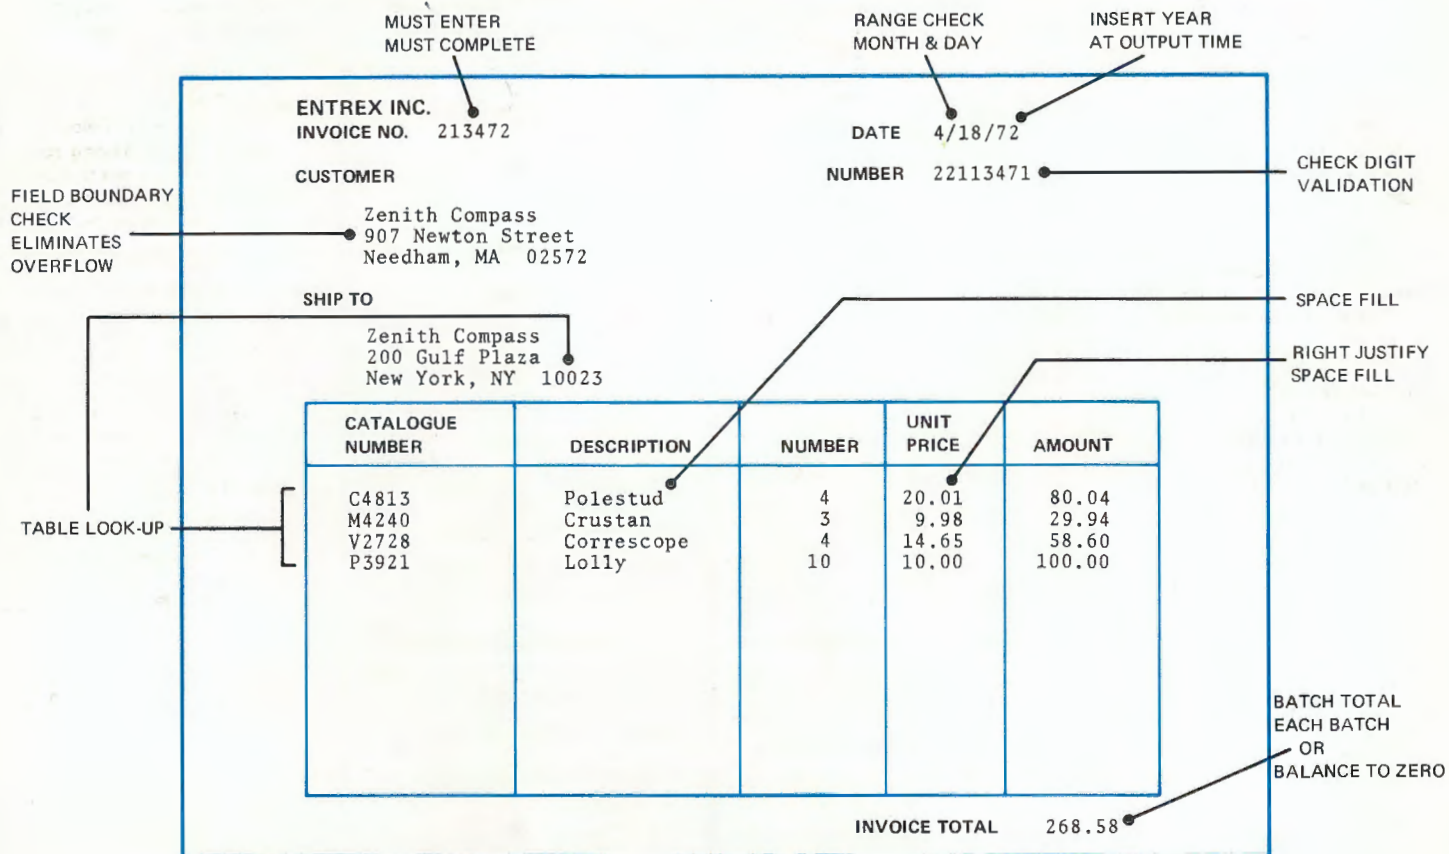 MUST ENTER
MUST COMPLETE
RANGE CHECK
MONTH & DAY
INSERT YEAR
AT OUTPUT TIME
ENTREX INC.
INVOICE NO. 213472
DATE 4/18/72
CUSTOMER
NUMBER 22113471
CHECK DIGIT
VALIDATION
FIELD BOUNDARY
CHECK
ELIMINATES
OVERFLOW
Zenith Compass
907 Newton Street
Needham, MA 02572
SHIP TO
SPACE FILL
Zenith Compass
200 Gulf Plaza
New York, NY 10023
RIGHT JUSTIFY
SPACE FILL
CATALOGUE
NUMBER
DESCRIPTION
NUMBER
UNIT
PRICE
AMOUNT
TABLE LOOK-UP
C4813 Polestud 4 20.01 80.04
M4240 Crustan 3 9.98 29.94
V2728 Correscope 4 14.65 58.60
P3921 Lolly 10 10.00 100.00
BATCH TOTAL
EACH BATCH
OR
BALANCE TO ZERO
INVOICE TOTAL 268.58